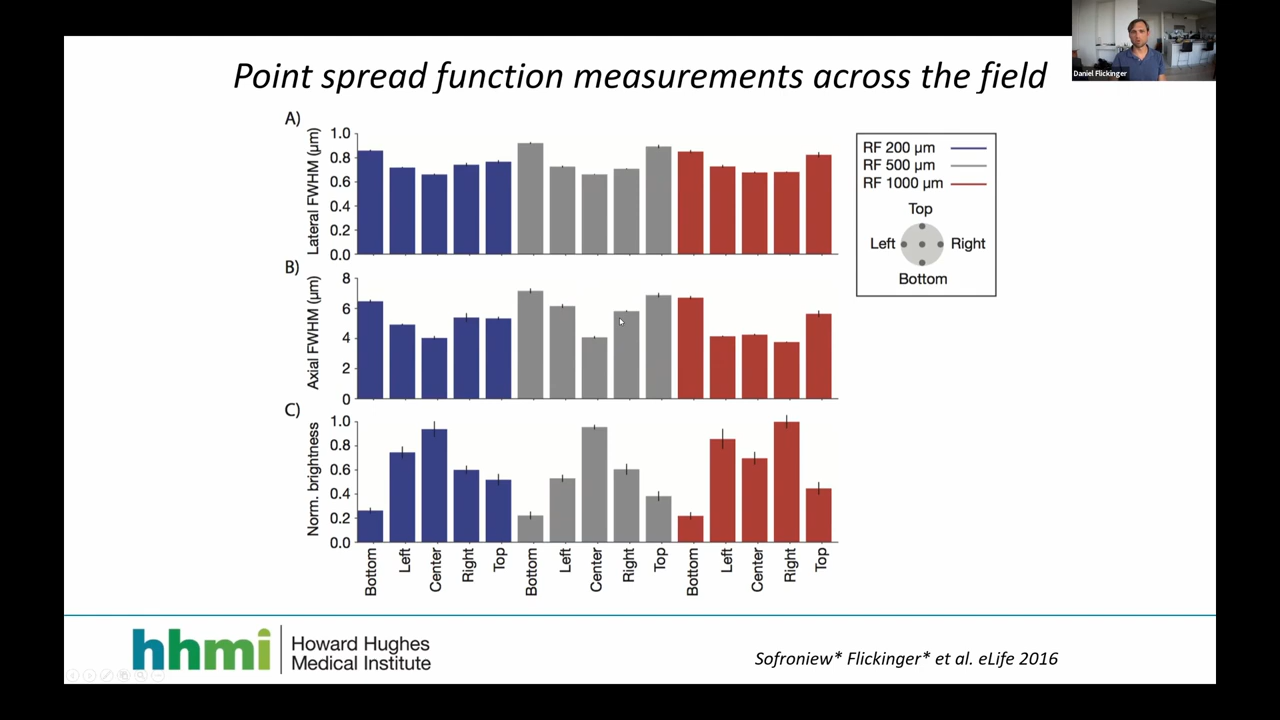 Point spread function measurements across the field
Daniel Flickinger
A)
Lateral FWHM (µm)
1.0
0.8
0.6
0.4
0.2
0.0
B)
Axial FWHM (µm)
8
6
4
2
0
C)
Norm. brightness
1.0
0.8
0.6
0.4
0.2
0.0
Bottom Left Center Right Top Bottom Left Center Right Top Bottom Left Center Right Top
RF 200 µm
RF 500 µm
RF 1000 µm
Top
Left Right
Bottom
hhmi
Howard Hughes
Medical Institute
Sofroniew* Flickinger* et al. eLife 2016